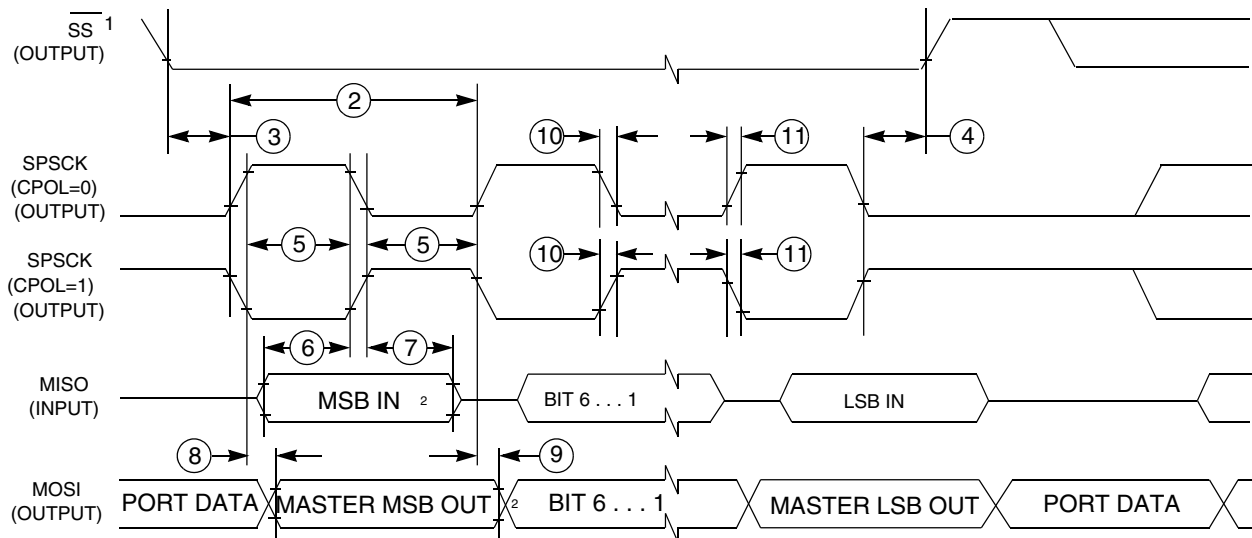 SS 1
(OUTPUT)
2
3
10
11
4
SPSCK
(CPOL=0)
(OUTPUT)
5
5
SPSCK
(CPOL=1)
(OUTPUT)
10
11
6
7
MISO
(INPUT)
MSB IN 2
BIT 6 . . . 1
LSB IN
8
9
MOSI
(OUTPUT)
PORT DATA
MASTER MSB OUT 2
BIT 6 . . . 1
MASTER LSB OUT
PORT DATA